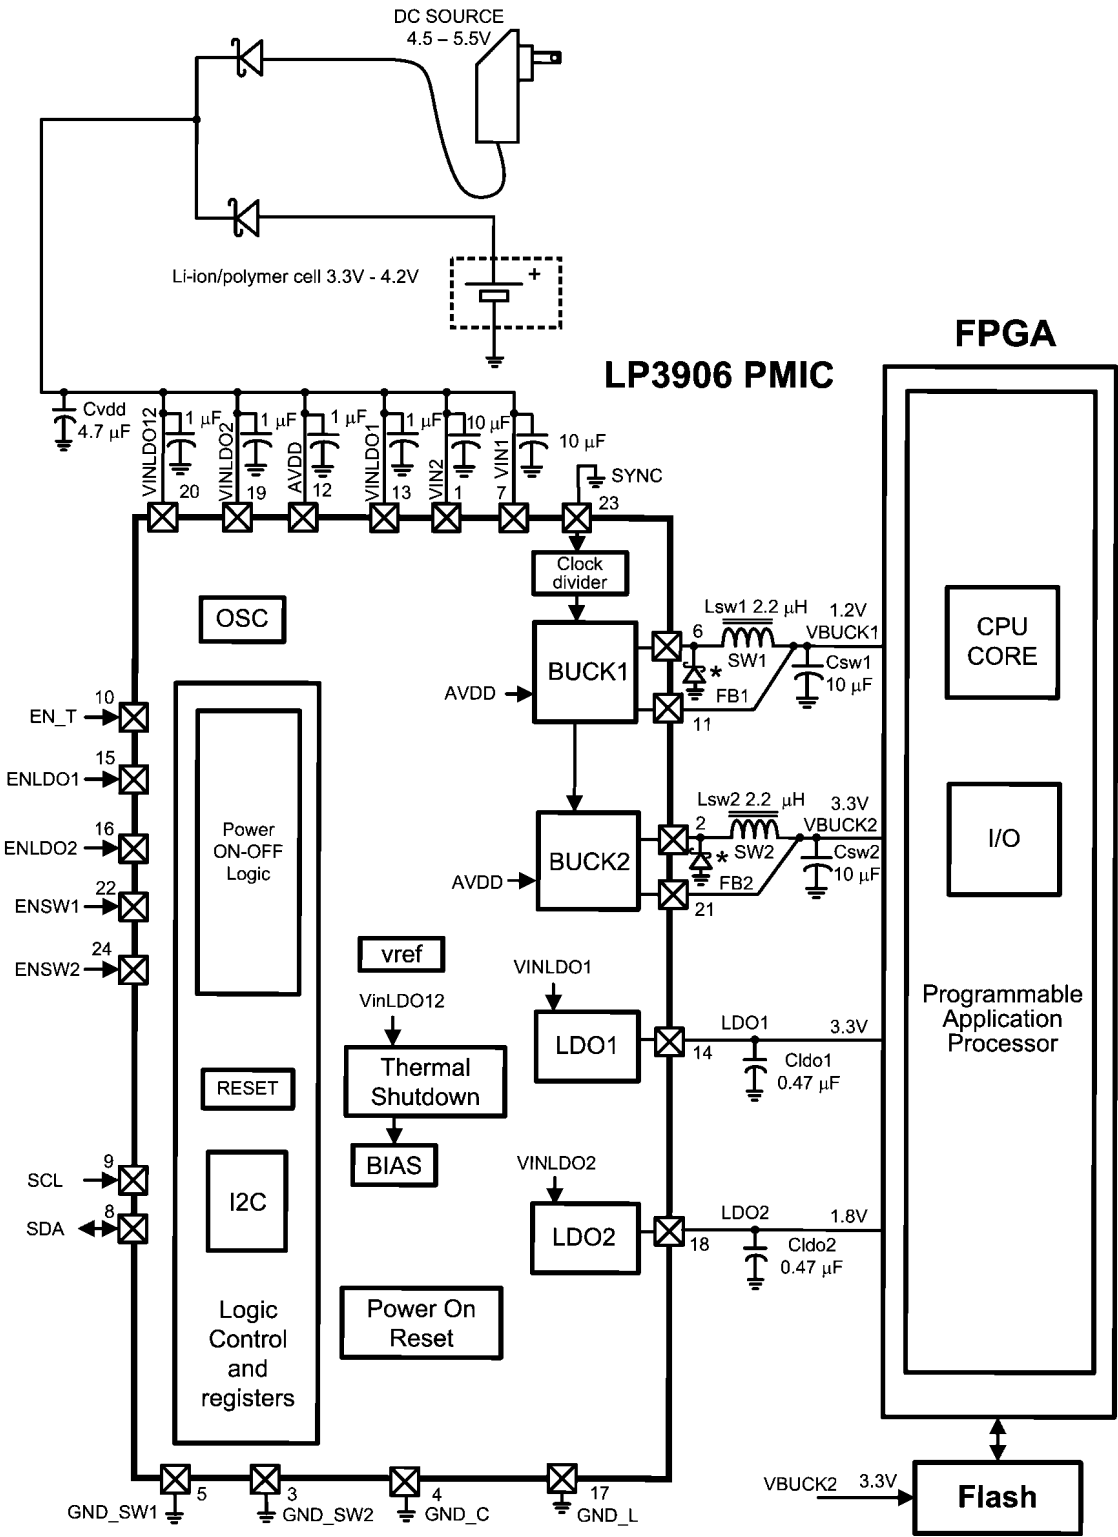 DC SOURCE
4.5 – 5.5V
Li-ion/polymer cell 3.3V - 4.2V
+
FPGA
LP3906 PMIC
Cvdd
4.7 µF
VINLDO12
1 µF
20
VINLDO2
1 µF
19
AVDD
1 µF
12
VINLDO1
1 µF
13
VIN2
10 µF
1
VIN1
10 µF
7
SYNC
23
Clock
divider
OSC
BUCK1
AVDD
6
Lsw1 2.2 µH
SW1
*
FB1
11
1.2V
VBUCK1
Csw1
10 µF
CPU
CORE
10
EN_T
15
ENLDO1
16
ENLDO2
22
ENSW1
24
ENSW2
Power
ON-OFF
Logic
BUCK2
AVDD
2
Lsw2 2.2 µH
SW2
*
FB2
21
3.3V
VBUCK2
Csw2
10 µF
I/O
vref
VinLDO12
Thermal
Shutdown
BIAS
VINLDO1
LDO1
14
LDO1
3.3V
Cldo1
0.47 µF
Programmable
Application
Processor
RESET
9
SCL
8
SDA
I2C
VINLDO2
LDO2
18
LDO2
1.8V
Cldo2
0.47 µF
Logic
Control
and
registers
Power On
Reset
GND_SW1
5
3
GND_SW2
4
GND_C
17
GND_L
VBUCK2 3.3V
Flash